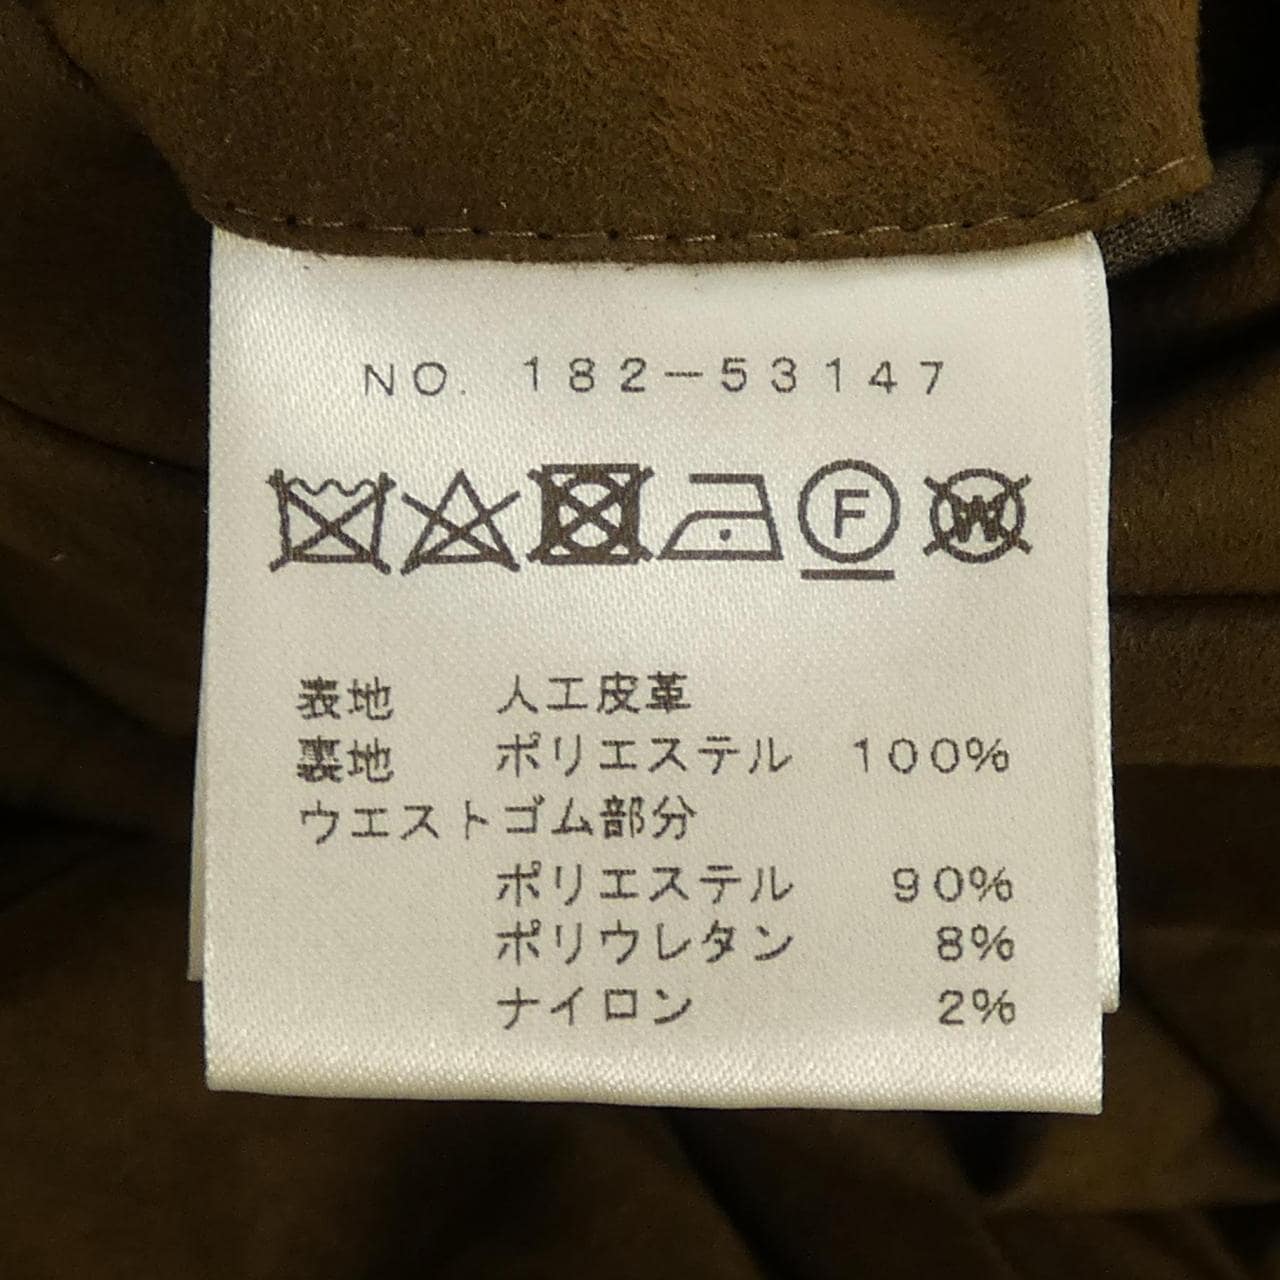 NO. 182-53147
F W
表地 人工皮革
裏地 ポリエステル 100%
ウエストゴム部分
ポリエステル 90%
ポリウレタン 8%
ナイロン 2%